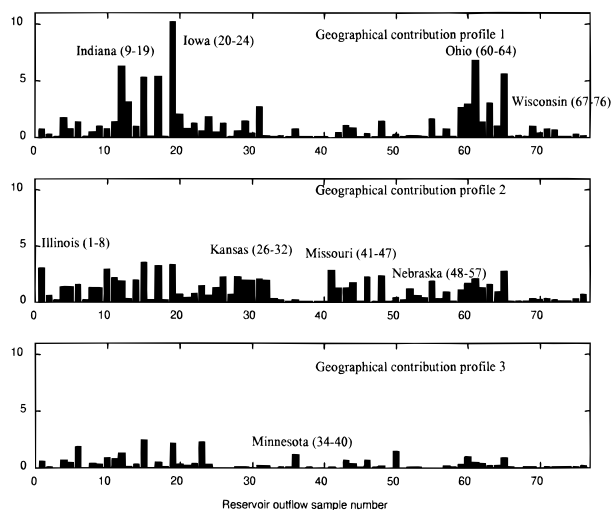 10
Geographical contribution profile 1
Indiana (9-19)
Iowa (20-24)
Ohio (60-64)
5
Wisconsin (67-76)
0
0 10 20 30 40 50 60 70
10
Geographical contribution profile 2
Illinois (1-8)
Kansas (26-32)
Missouri (41-47)
5
Nebraska (48-57)
0
0 10 20 30 40 50 60 70
10
Geographical contribution profile 3
5
Minnesota (34-40)
0
0 10 20 30 40 50 60 70
Reservoir outflow sample number